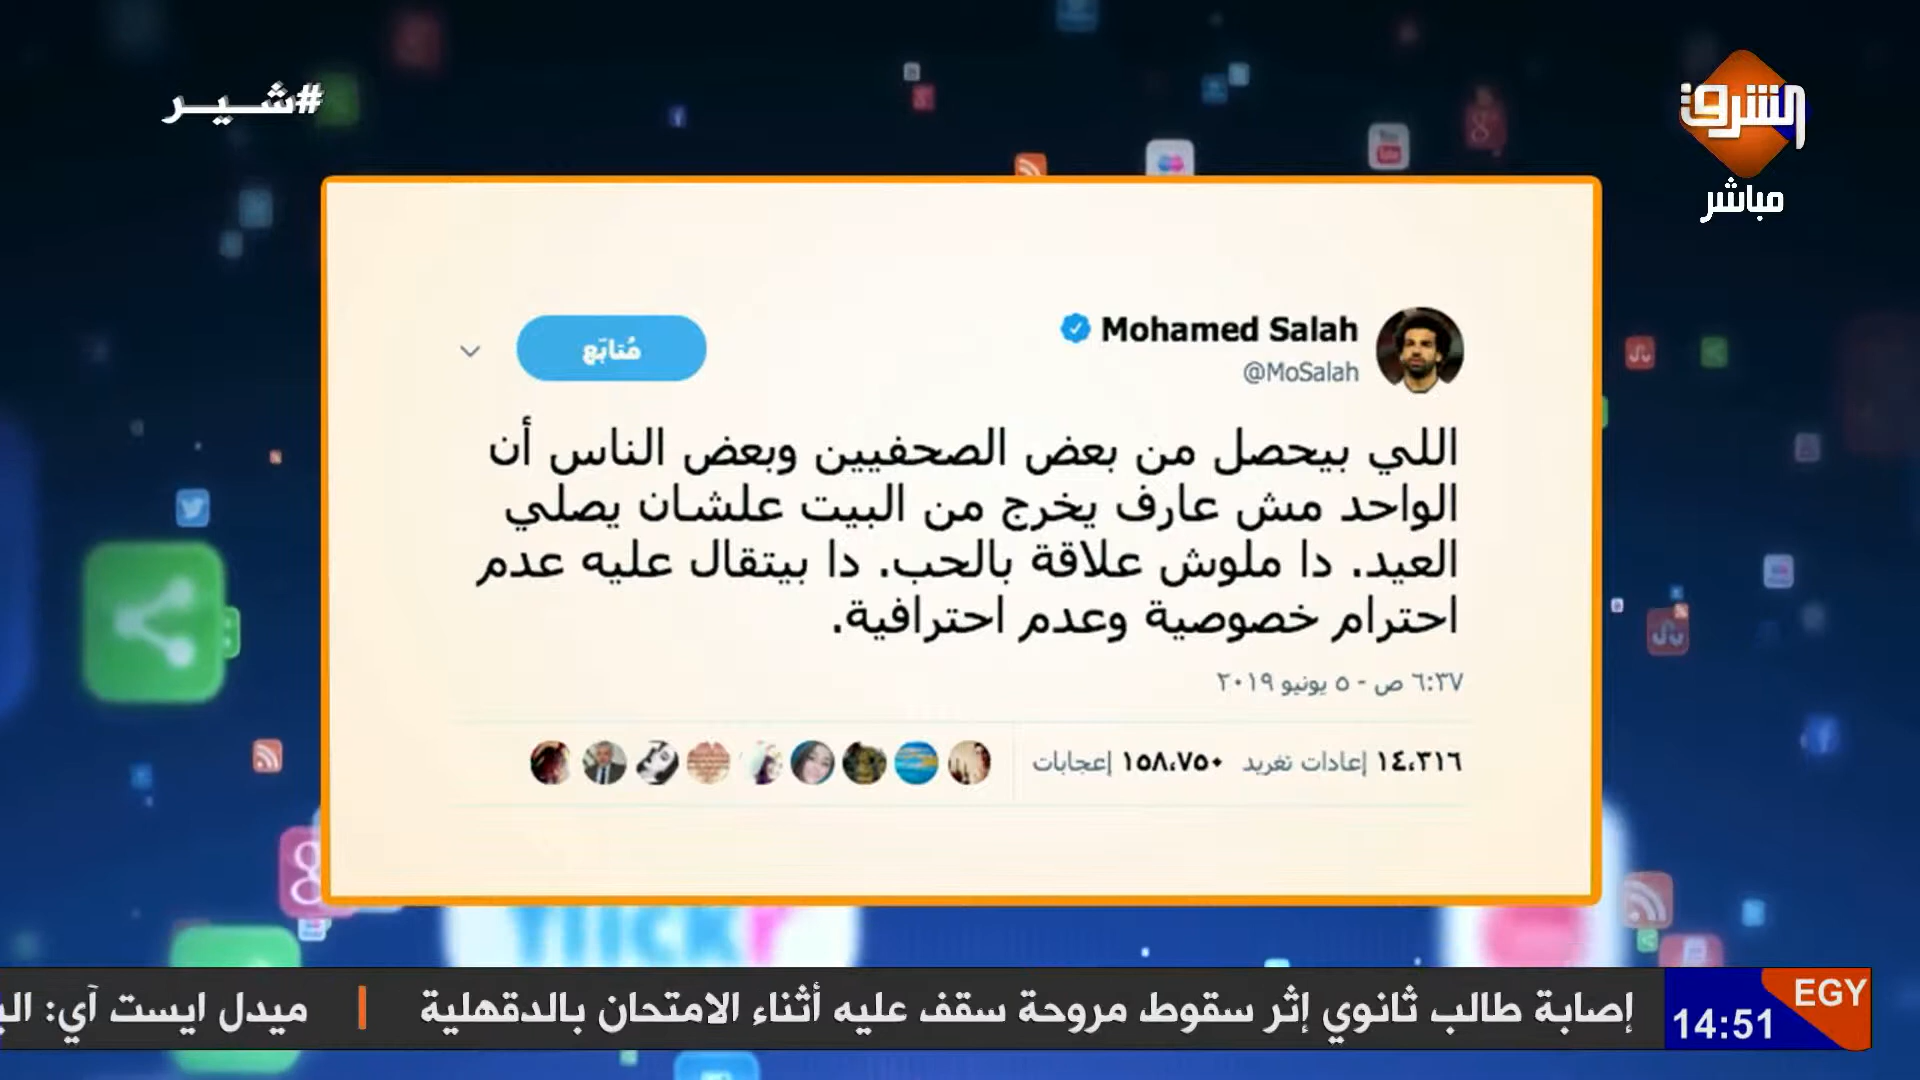 #شير
الشرق
مباشر
Mohamed Salah
@MoSalah
مُتابَع
اللي بيحصل من بعض الصحفيين وبعض الناس أن
الواحد مش عارف يخرج من البيت علشان يصلي
العيد. دا ملوش علاقة بالحب. دا بيتقال عليه عدم
احترام خصوصية وعدم احترافية.
٦:٣٧ ص - ٥ يونيو ٢٠١٩
١٤،٣١٦ إعادات تغريد ١٥٨،٧٥٠ إعجابات
flickr
EGY
14:51
إصابة طالب ثانوي إثر سقوط مروحة سقف عليه أثناء الامتحان بالدقهلية | ميدل ايست آي: